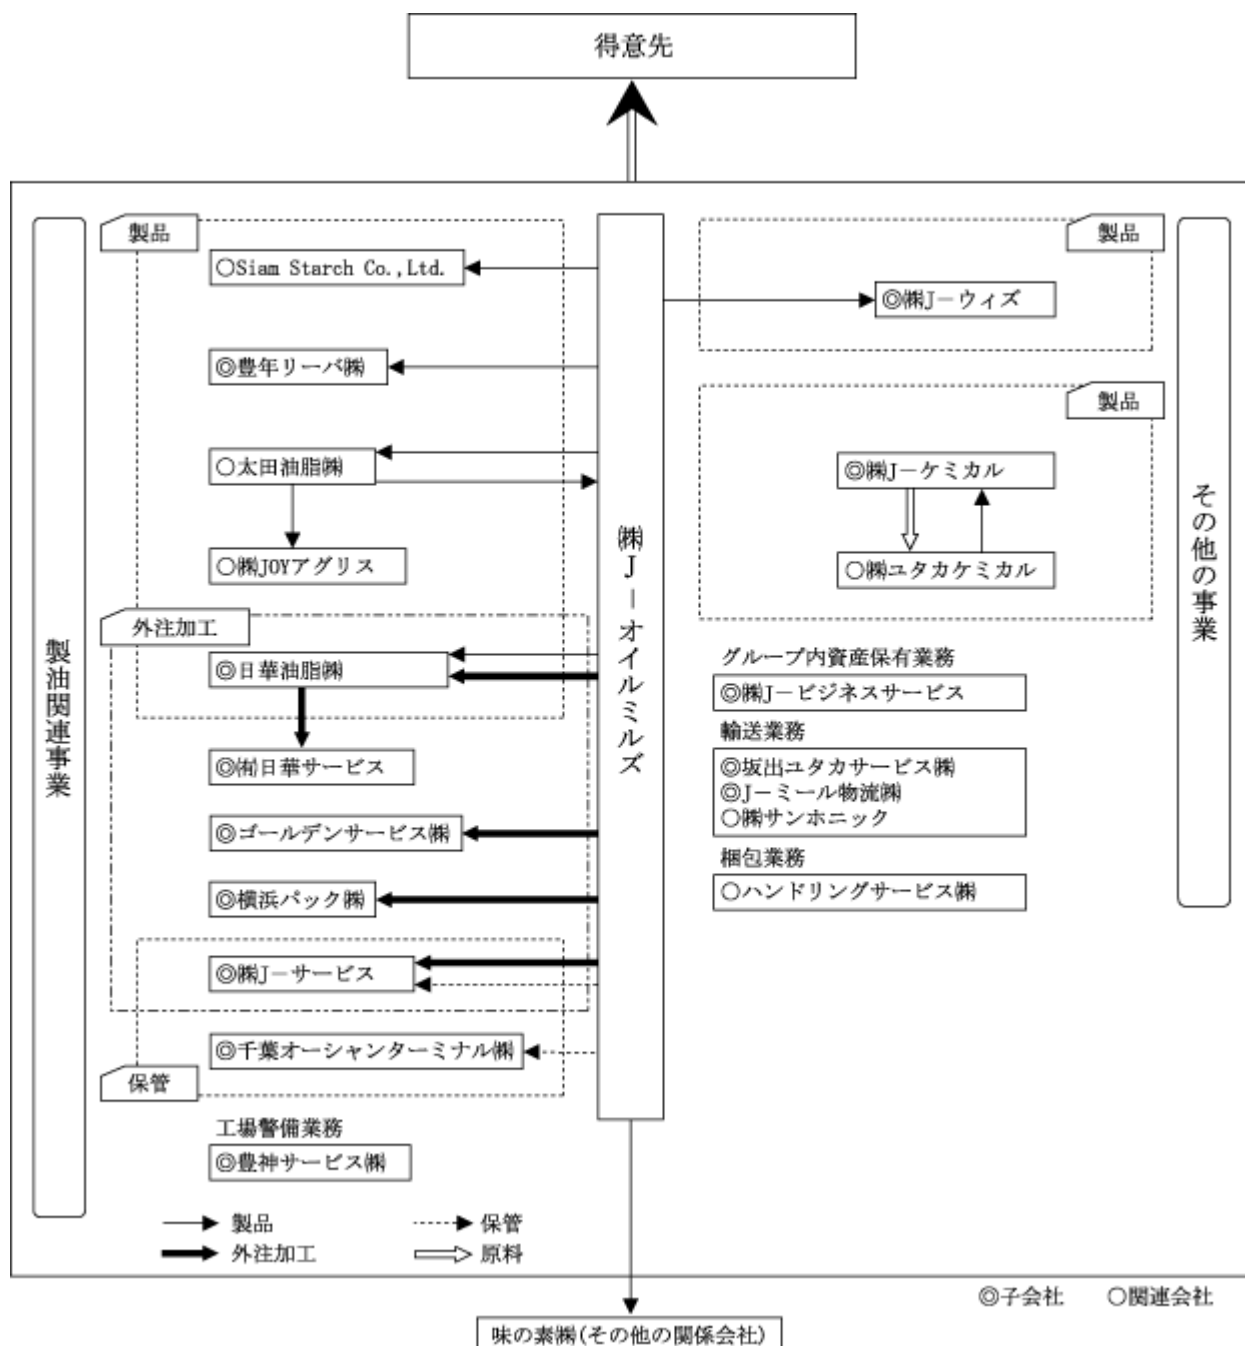 得意先
製油関連事業
製品
○Siam Starch Co.,Ltd.
◎豊年リーバ㈱
○太田油脂㈱
○㈱JOYアグリス
外注加工
◎日華油脂㈱
◎㈲日華サービス
◎ゴールデンサービス㈱
◎横浜パック㈱
◎㈱J－サービス
◎千葉オーシャンターミナル㈱
保管
工場警備業務
◎豊神サービス㈱
㈱J－オイルミルズ
製品
◎㈱J－ウィズ
製品
◎㈱J－ケミカル
○㈱ユタカケミカル
グループ内資産保有業務
◎㈱J－ビジネスサービス
輸送業務
◎坂出ユタカサービス㈱
◎J－ミール物流㈱
○㈱サンホニック
梱包業務
○ハンドリングサービス㈱
その他の事業
製品
保管
外注加工
原料
◎子会社 ○関連会社
味の素㈱(その他の関係会社)